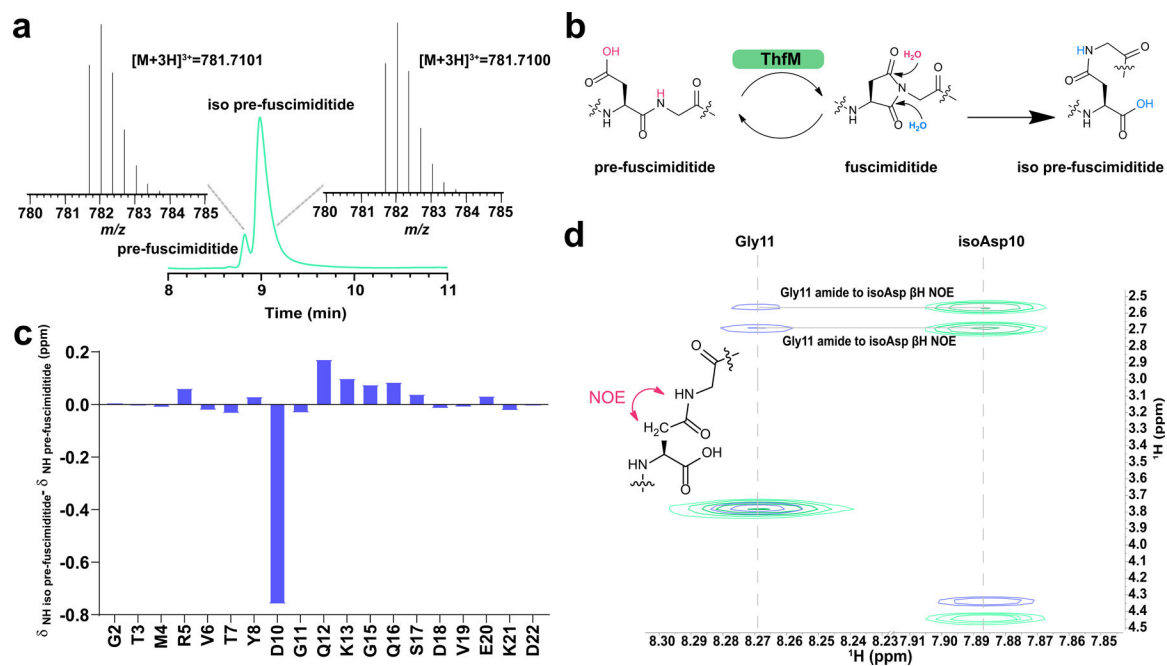 a
[M+3H]3+=781.7101
[M+3H]3+=781.7100
iso pre-fuscimiditide
780 781 782 783 784 785
m/z
780 781 782 783 784 785
m/z
pre-fuscimiditide
8 9 10 11
Time (min)
b
OH
O
H
N
N
H
O
O
ThfM
O
H2O
N
N
H
O
O
H2O
H
N
O
O
OH
N
H
O
pre-fuscimiditide
fuscimiditide
iso pre-fuscimiditide
c
δ NH iso pre-fuscimiditide- δ NH pre-fuscimiditide (ppm)
0.2
0.0
-0.2
-0.4
-0.6
-0.8
G2 T3 M4 R5 V6 T7 Y8 D10 G11 Q12 K13 G15 Q16 S17 D18 V19 E20 K21 D22
d
Gly11
isoAsp10
Gly11 amide to isoAsp βH NOE
Gly11 amide to isoAsp βH NOE
NOE
O
HN
H2C
O
OH
HN
O
2.5
2.6
2.7
2.8
2.9
3.0
3.1
3.2
3.3
3.4
3.5
3.6
3.7
3.8
3.9
4.0
4.1
4.2
4.3
4.4
4.5
1H (ppm)
8.30 8.29 8.28 8.27 8.26 8.25 8.24 8.23 7.91 7.90 7.89 7.88 7.87 7.86 7.85
1H (ppm)